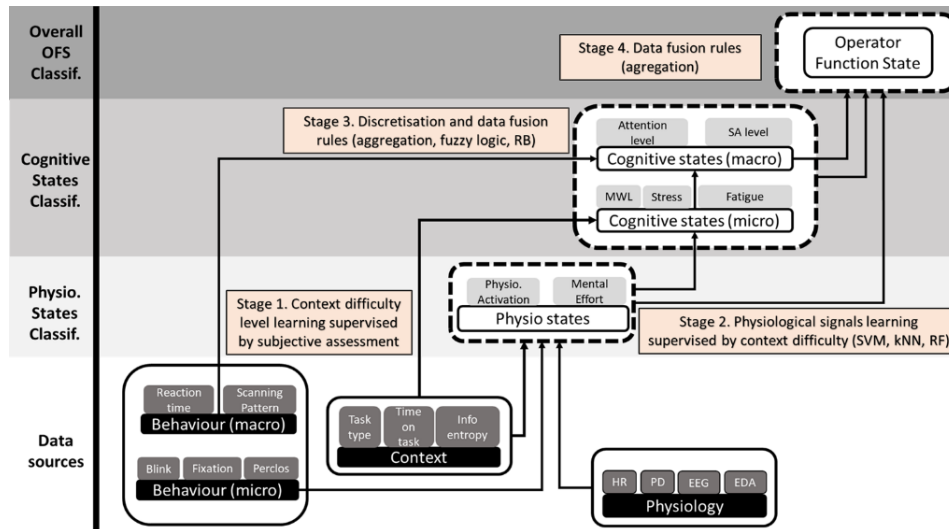 Overall
OFS
Classif.
Stage 4. Data fusion rules
(agregation)
Operator
Function State
Cognitive
States
Classif.
Stage 3. Discretisation and data fusion
rules (aggregation, fuzzy logic, RB)
Attention
level
SA level
Cognitive states (macro)
MWL
Stress
Fatigue
Cognitive states (micro)
Physio.
States
Classif.
Stage 1. Context difficulty
level learning supervised
by subjective assessment
Physio.
Activation
Mental
Effort
Physio states
Stage 2. Physiological signals learning
supervised by context difficulty (SVM, kNN, RF)
Data
sources
Reaction
time
Scanning
Pattern
Behaviour (macro)
Blink
Fixation
Perclos
Behaviour (micro)
Task
type
Time
on
task
Info
entropy
Context
HR
PD
EEG
EDA
Physiology